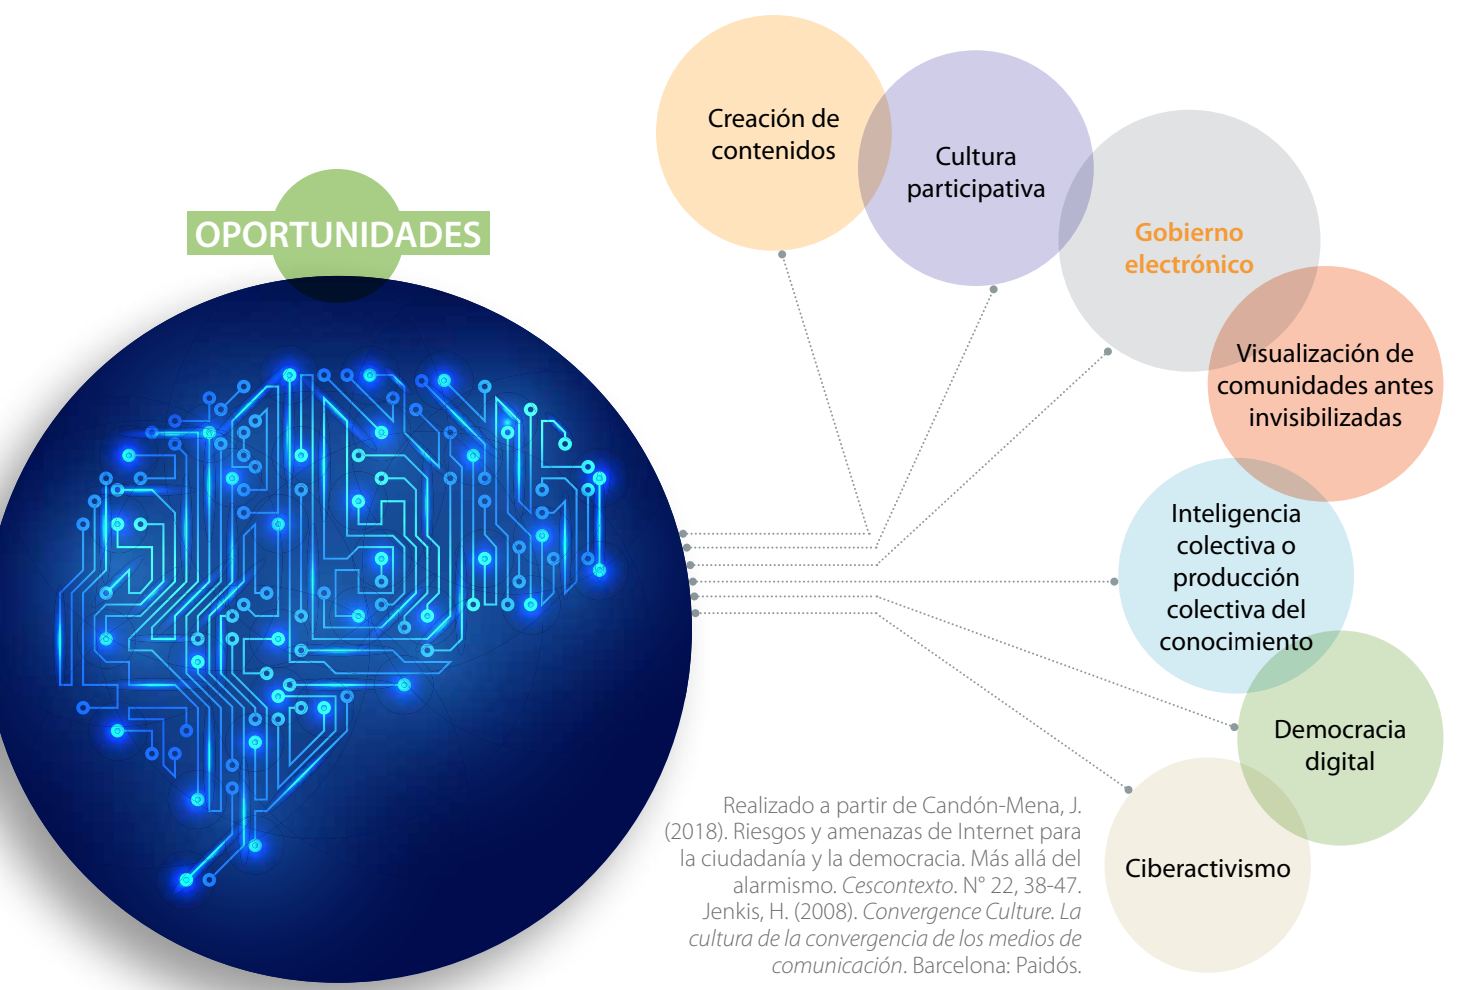 OPORTUNIDADES
Creación de
contenidos
Cultura
participativa
Gobierno
electrónico
Visualización de
comunidades antes
invisibilizadas
Inteligencia
colectiva o
producción
colectiva del
conocimiento
Democracia
digital
Ciberactivismo
Realizado a partir de Candón-Mena, J.
(2018). Riesgos y amenazas de Internet para
la ciudadanía y la democracia. Más allá del
alarmismo. Cescontexto. N° 22, 38-47.
Jenkis, H. (2008). Convergence Culture. La
cultura de la convergencia de los medios de
comunicación. Barcelona: Paidós.